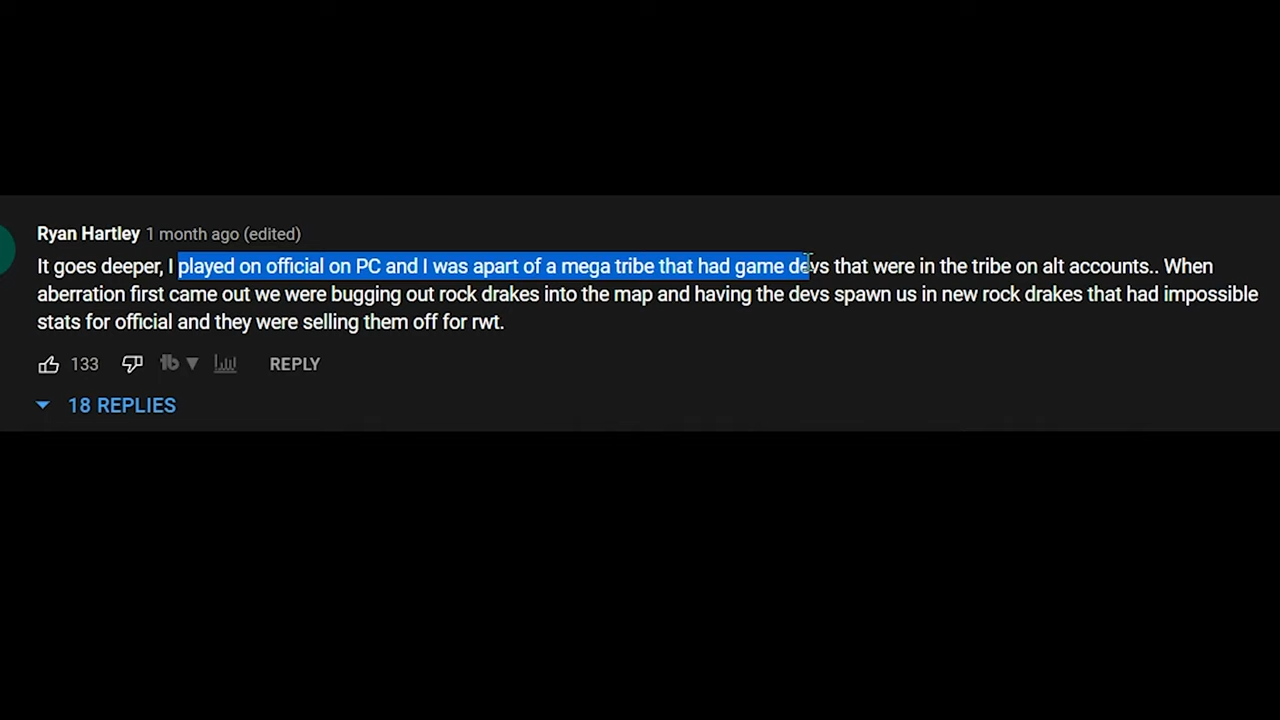 Ryan Hartley 1 month ago (edited)
It goes deeper, I played on official on PC and I was apart of a mega tribe that had game devs that were in the tribe on alt accounts.. When
aberration first came out we were bugging out rock drakes into the map and having the devs spawn us in new rock drakes that had impossible
stats for official and they were selling them off for rwt.
133 REPLY
18 REPLIES